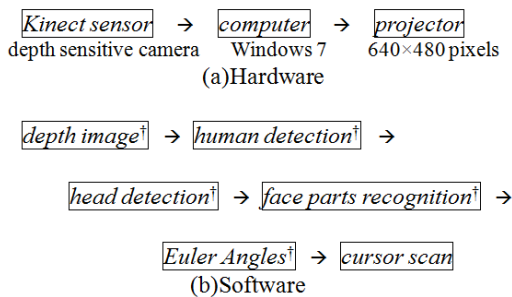 Kinect sensor → computer → projector
depth sensitive camera Windows 7 640×480 pixels
(a)Hardware
depth image† → human detection† →
head detection† → face parts recognition† →
Euler Angles† → cursor scan
(b)Software